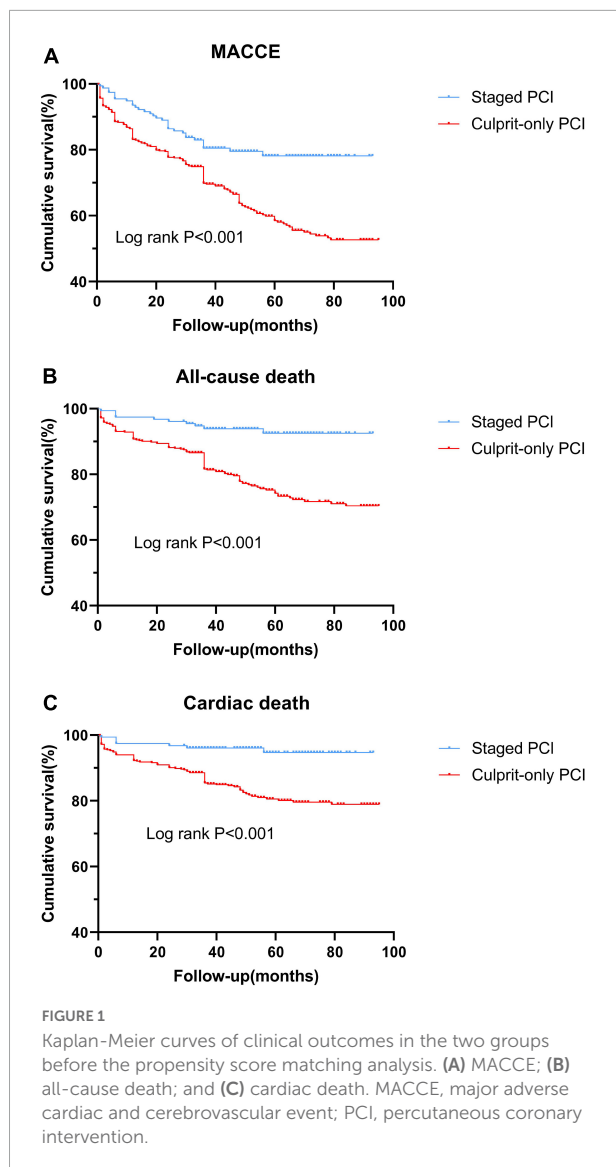 A
MACCE
100
80
60
40
0 20 40 60 80 100
Cumulative survival(%)
Follow-up(months)
Log rank P<0.001
Staged PCI
Culprit-only PCI
B
All-cause death
100
80
60
40
0 20 40 60 80 100
Cumulative survival(%)
Follow-up(months)
Log rank P<0.001
Staged PCI
Culprit-only PCI
C
Cardiac death
100
80
60
40
0 20 40 60 80 100
Cumulative survival(%)
Follow-up(months)
Log rank P<0.001
Staged PCI
Culprit-only PCI
FIGURE 1
Kaplan-Meier curves of clinical outcomes in the two groups
before the propensity score matching analysis. (A) MACCE; (B)
all-cause death; and (C) cardiac death. MACCE, major adverse
cardiac and cerebrovascular event; PCI, percutaneous coronary
intervention.